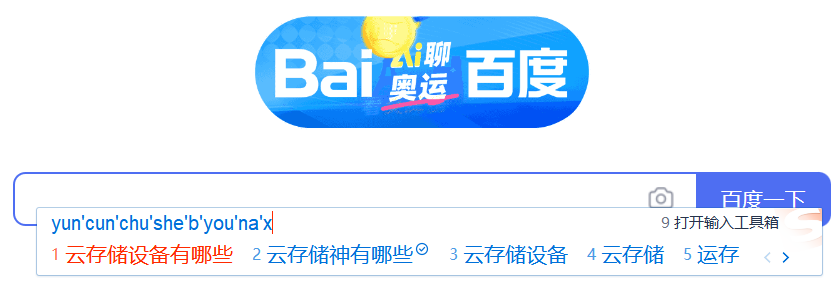 Bai Ai聊奥运 百度
百度一下
yun'cun'chu'she'b'you'na'x
9 打开输入工具箱
1 云存储设备有哪些 2 云存储神有哪些 3 云存储设备 4 云存储 5 运存